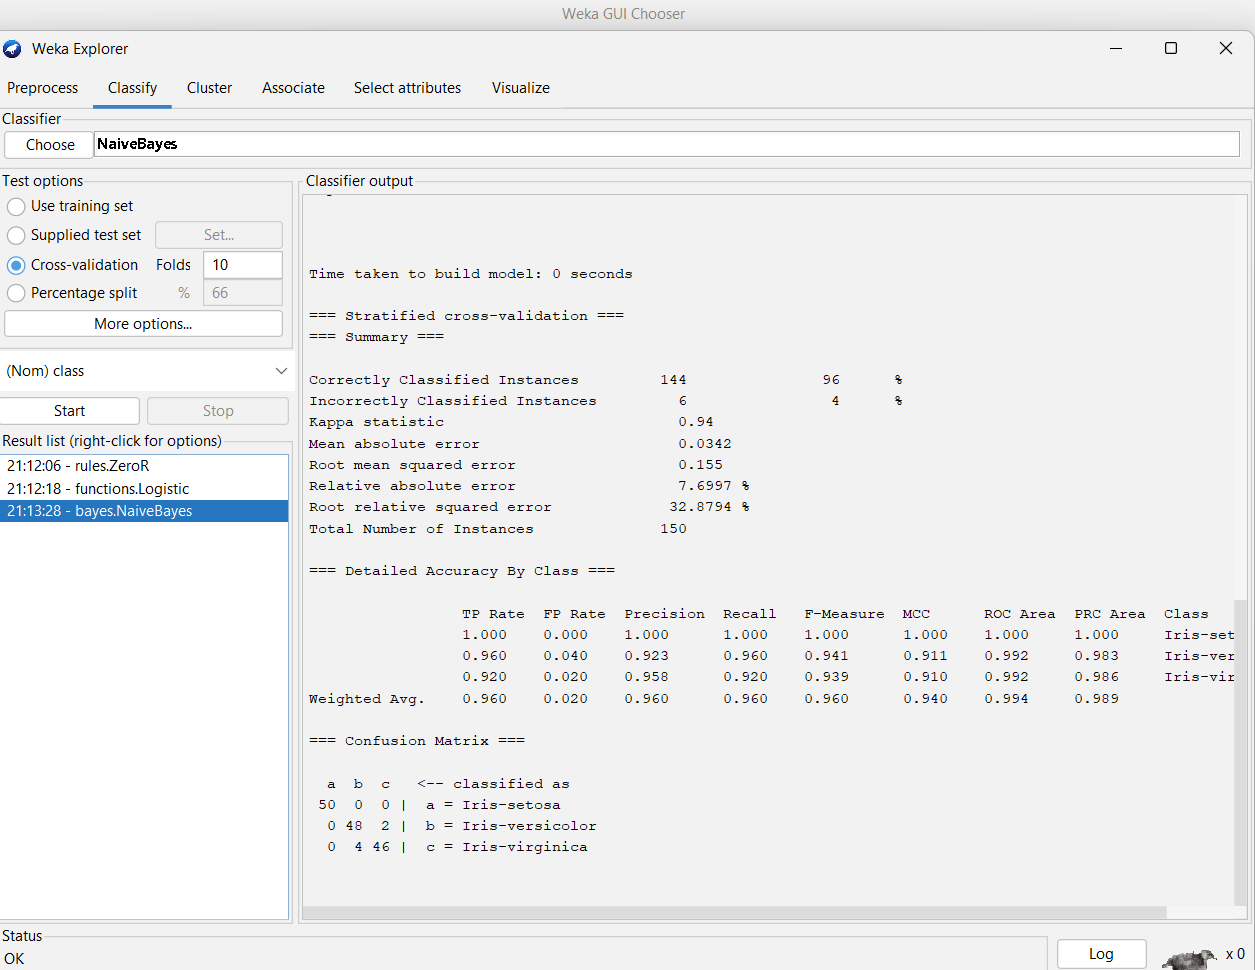 Weka GUI Chooser
Weka Explorer
Preprocess Classify Cluster Associate Select attributes Visualize
Classifier
Choose NaiveBayes
Test options
Use training set
Supplied test set Set...
Cross-validation Folds 10
Percentage split % 66
More options...
(Nom) class
Start Stop
Result list (right-click for options)
21:12:06 - rules.ZeroR
21:12:18 - functions.Logistic
21:13:28 - bayes.NaiveBayes
Classifier output
Time taken to build model: 0 seconds
=== Stratified cross-validation ===
=== Summary ===
Correctly Classified Instances 144 96 %
Incorrectly Classified Instances 6 4 %
Kappa statistic 0.94
Mean absolute error 0.0342
Root mean squared error 0.155
Relative absolute error 7.6997 %
Root relative squared error 32.8794 %
Total Number of Instances 150
=== Detailed Accuracy By Class ===
TP Rate FP Rate Precision Recall F-Measure MCC ROC Area PRC Area Class
1.000 0.000 1.000 1.000 1.000 1.000 1.000 1.000 Iris-set
0.960 0.040 0.923 0.960 0.941 0.911 0.992 0.983 Iris-ver
0.920 0.020 0.958 0.920 0.939 0.910 0.992 0.986 Iris-vir
Weighted Avg. 0.960 0.020 0.960 0.960 0.960 0.940 0.994 0.989
=== Confusion Matrix ===
a b c <-- classified as
50 0 0 | a = Iris-setosa
0 48 2 | b = Iris-versicolor
0 4 46 | c = Iris-virginica
Status
OK
Log
x 0